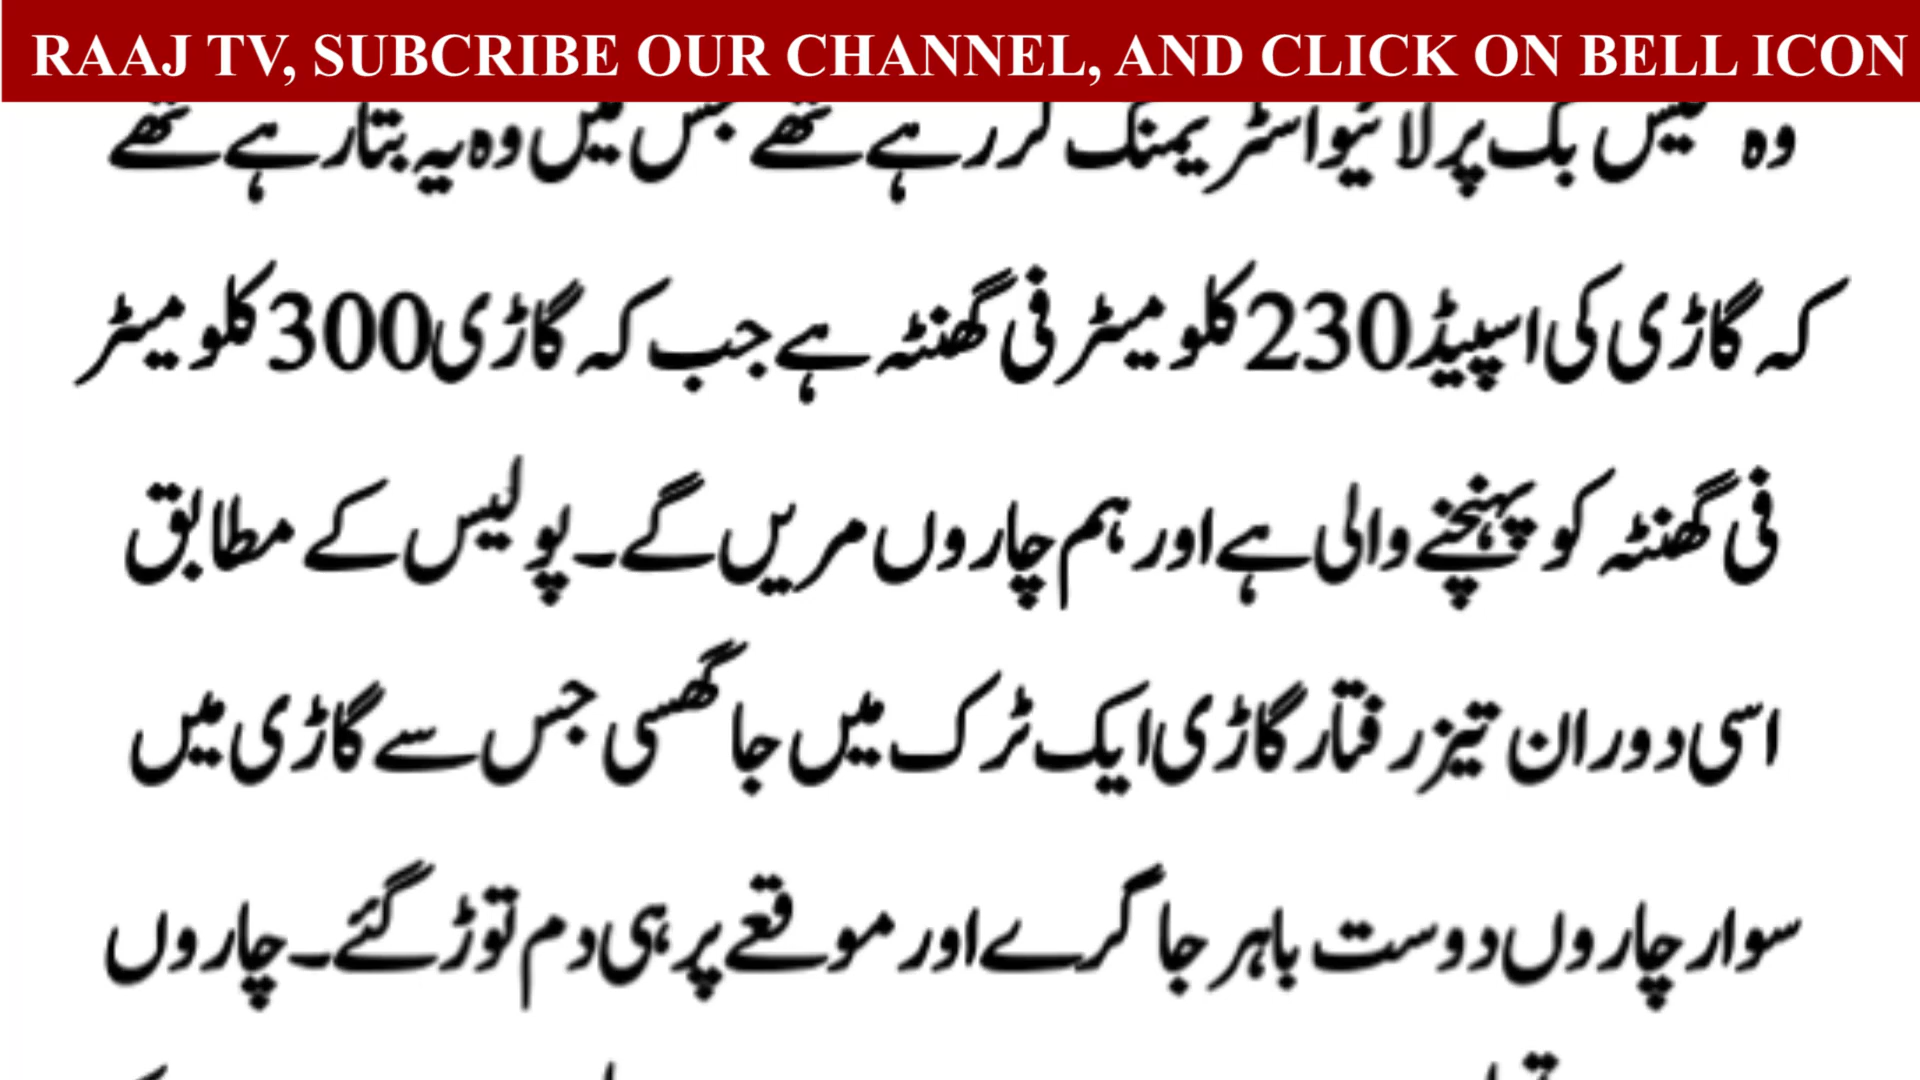 RAAJ TV, SUBCRIBE OUR CHANNEL, AND CLICK ON BELL ICON
وہ فیس بک پر لائیو اسٹریمنگ کر رہے تھے جس میں وہ یہ بتا رہے تھے
کہ گاڑی کی اسپیڈ 230 کلو میٹر فی گھنٹہ ہے جب کہ گاڑی 300 کلو میٹر
فی گھنٹہ کو پہنچنے والی ہے اور ہم چاروں مریں گے۔ پولیس کے مطابق
اسی دوران تیز رفتار گاڑی ایک ٹرک میں جا گھسی جس سے گاڑی میں
سوار چاروں دوست باہر جا گرے اور موقعے پر ہی دم توڑ گئے۔ چاروں